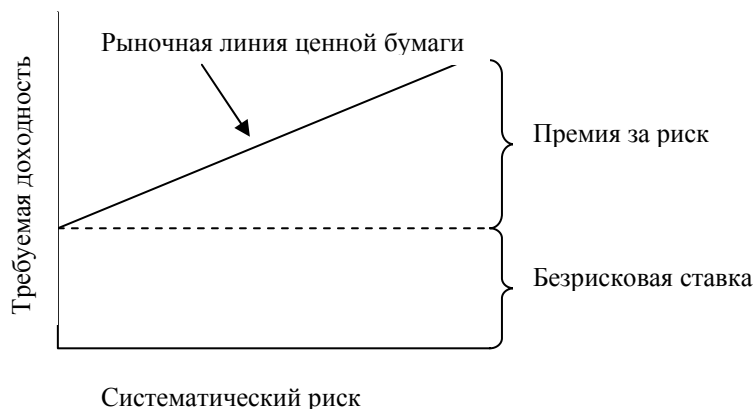 Рыночная линия ценной бумаги
Требуемая доходность
Премия за риск
Безрисковая ставка
Систематический риск